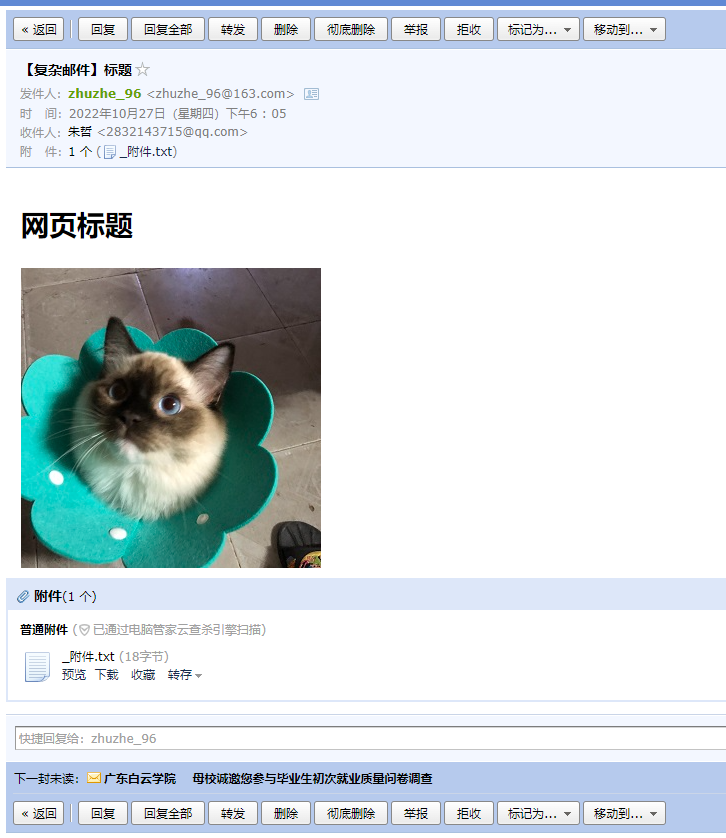 « 返回 回复 回复全部 转发 删除 彻底删除 举报 拒收 标记为... 移动到...
【复杂邮件】标题
发件人：zhuzhe_96 <zhuzhe_96@163.com>
时 间：2022年10月27日（星期四）下午6：05
收件人：朱哲 <2832143715@qq.com>
附 件：1 个 (_附件.txt)
网页标题
附件(1 个)
普通附件 (已通过电脑管家云查杀引擎扫描)
_附件.txt (18字节)
预览 下载 收藏 转存
快捷回复给：zhuzhe_96
下一封未读： 广东白云学院 母校诚邀您参与毕业生初次就业质量问卷调查
« 返回 回复 回复全部 转发 删除 彻底删除 举报 拒收 标记为... 移动到...